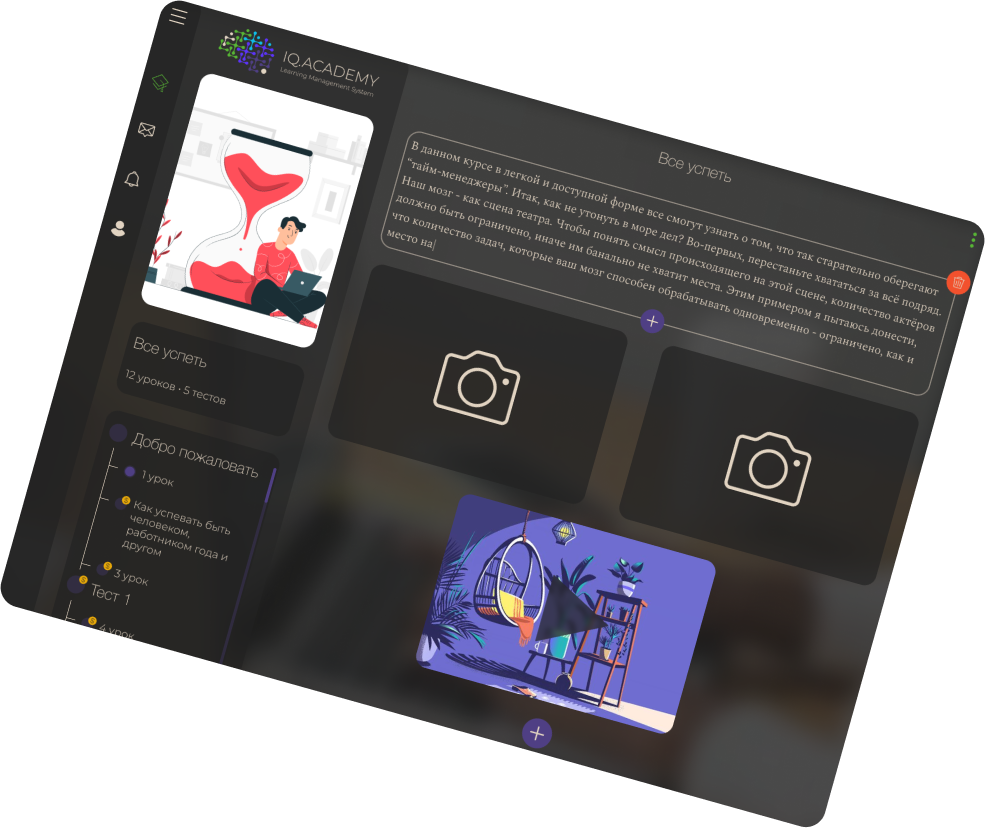 IQ.ACADEMY
Learning Management System
Все успеть
12 уроков • 5 тестов
Добро пожаловать
1 урок
Как успевать быть
человеком,
работником года и
другом
3 урок
Тест 1
4 урок
Все успеть
В данном курсе в легкой и доступной форме все смогут узнать о том, что так старательно оберегают
“тайм-менеджеры”. Итак, как не утонуть в море дел? Во-первых, перестаньте хвататься за всё подряд.
Наш мозг - как сцена театра. Чтобы понять смысл происходящего на этой сцене, количество актёров
должно быть ограничено, иначе им банально не хватит места. Этим примером я пытаюсь донести,
что количество задач, которые ваш мозг способен обрабатывать одновременно - ограничено, как и
место на